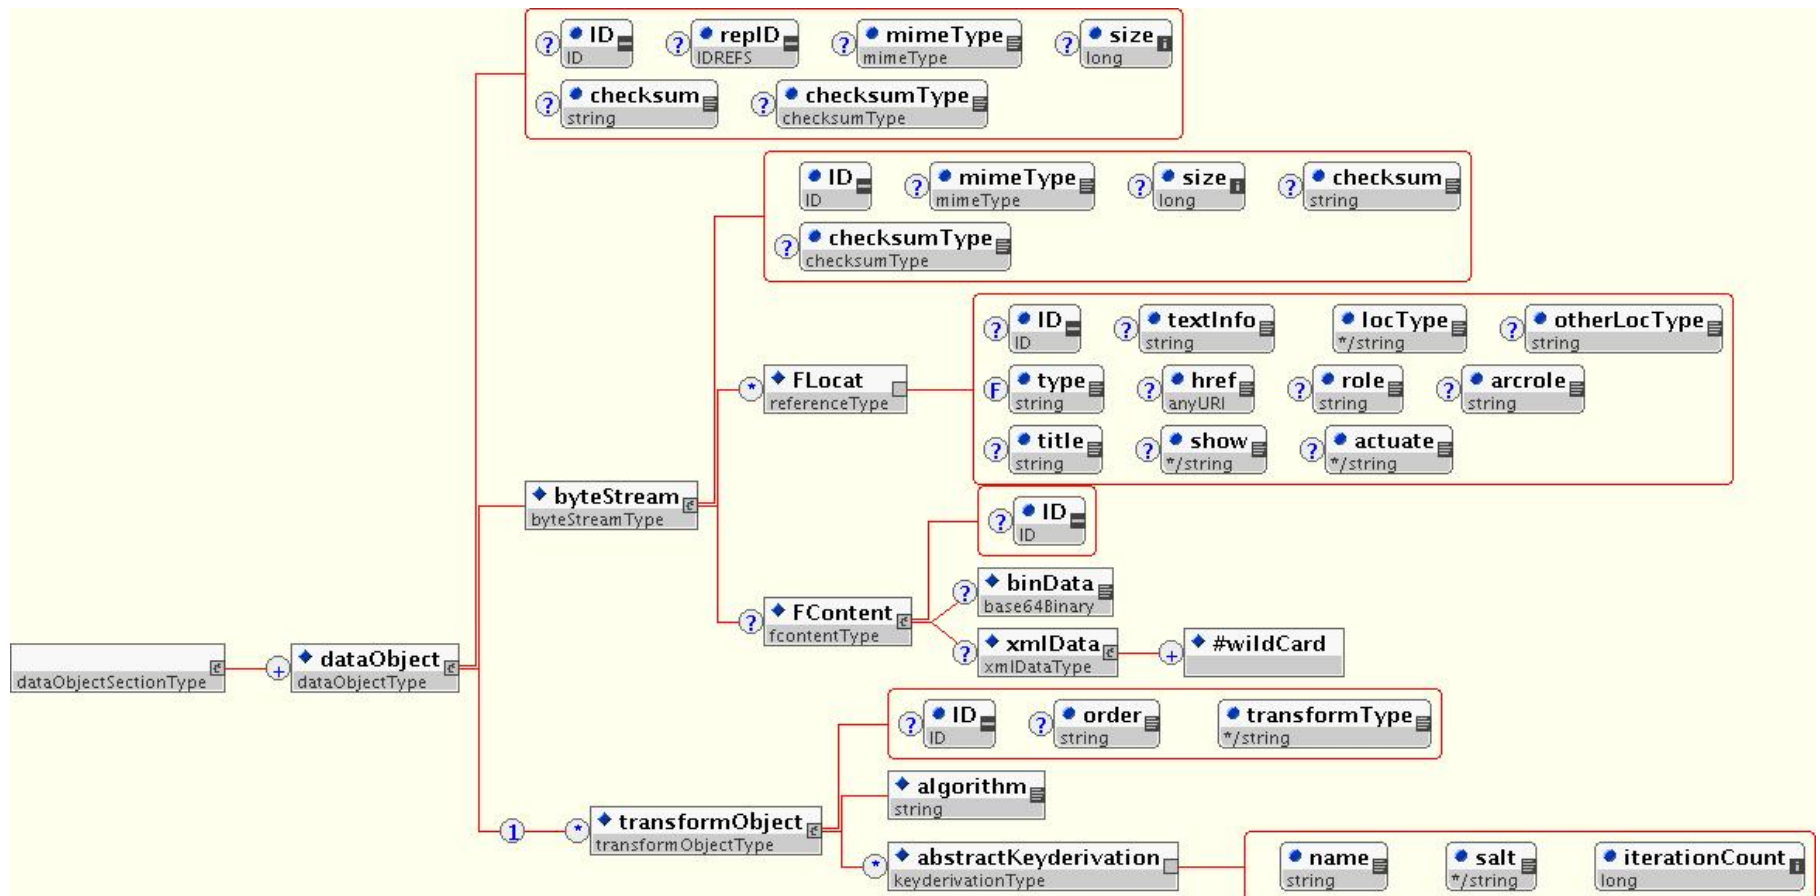 ? ID ? repID ? mimeType ? size
ID IDREFS mimeType long
? checksum ? checksumType
string checksumType
ID ? mimeType ? size ? checksum
ID mimeType long string
? checksumType
checksumType
? ID ? textInfo locType ? otherLocType
ID string */string string
* FLocat
referenceType
F type ? href ? role ? arcrole
string anyURI string string
? title ? show ? actuate
string */string */string
byteStream
byteStreamType
? ID
ID
? binData
base64Binary
? FContent
fcontentType
? xmlData + #wildCard
xmlDataType
+ dataObject
dataObjectSectionType dataObjectType
? ID ? order transformType
ID string */string
algorithm
string
1 * transformObject
transformObjectType
* abstractKeyderivation name salt iterationCount
keyderivationType string */string long